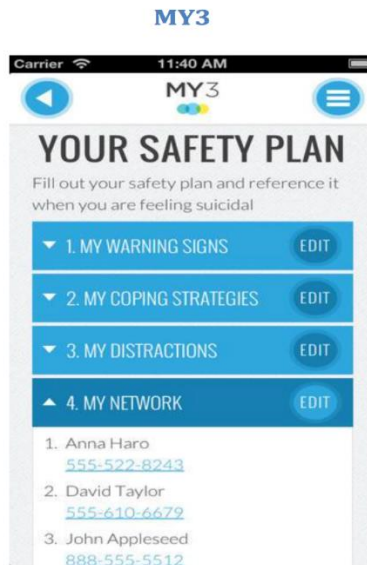 MY3
Carrier 11:40 AM
MY3
YOUR SAFETY PLAN
Fill out your safety plan and reference it
when you are feeling suicidal
1. MY WARNING SIGNS EDIT
2. MY COPING STRATEGIES EDIT
3. MY DISTRACTIONS EDIT
4. MY NETWORK EDIT
1. Anna Haro
555-522-8243
2. David Taylor
555-610-6679
3. John Appleseed
888-555-5512